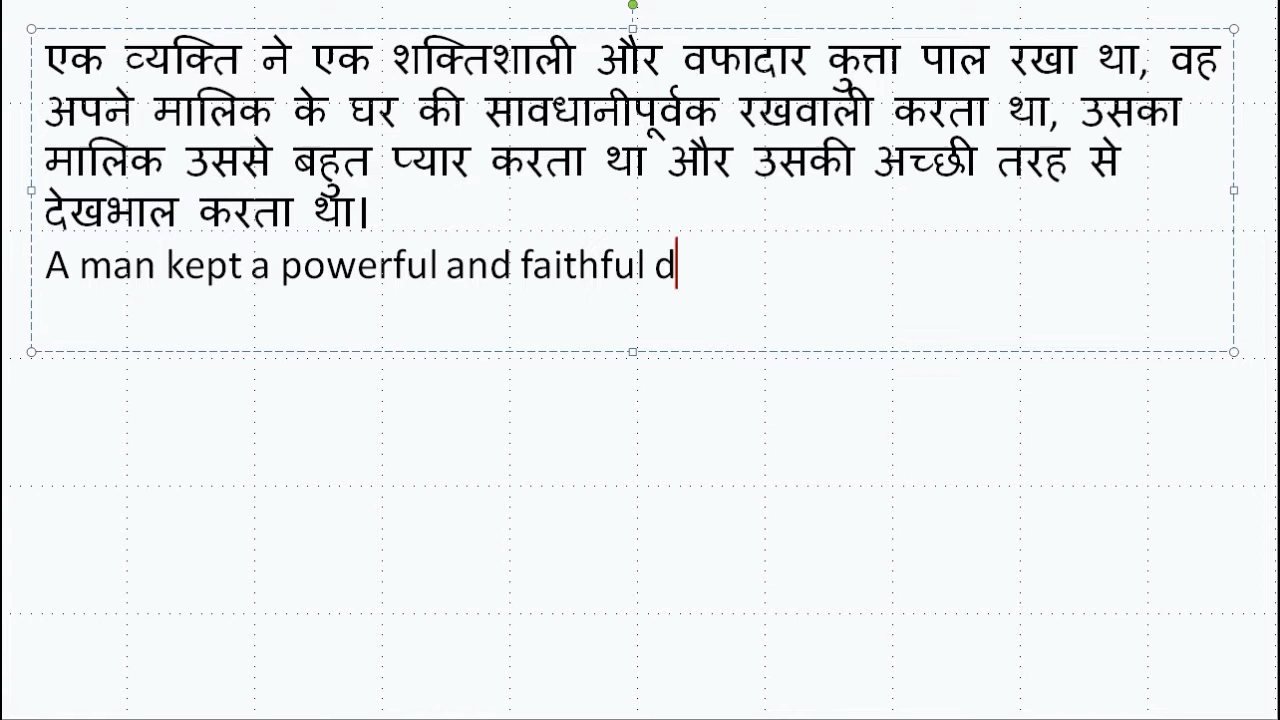 एक व्यक्ति ने एक शक्तिशाली और वफादार कुत्ता पाल रखा था, वह
अपने मालिक के घर की सावधानीपूर्वक रखवाली करता था, उसका
मालिक उससे बहुत प्यार करता था और उसकी अच्छी तरह से
देखभाल करता था।
A man kept a powerful and faithful d